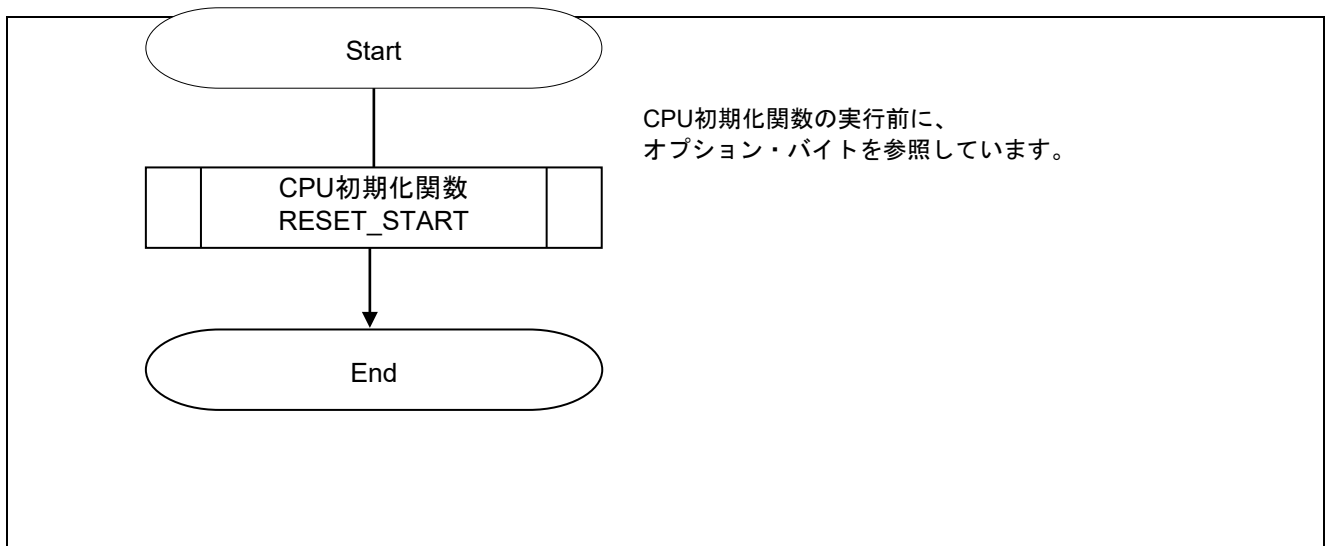 Start
CPU初期化関数の実行前に、
オプション・バイトを参照しています。
CPU初期化関数
RESET_START
End